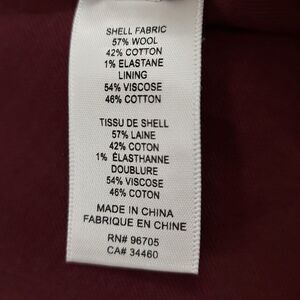 SHELL FABRIC
57% WOOL
42% COTTON
1% ELASTANE
LINING
54% VISCOSE
46% COTTON
TISSU DE SHELL
57% LAINE
42% COTON
1% ÉLASTHANNE
DOUBLURE
54% VISCOSE
46% COTON
MADE IN CHINA
FABRIQUE EN CHINE
RN# 96705
CA# 34460